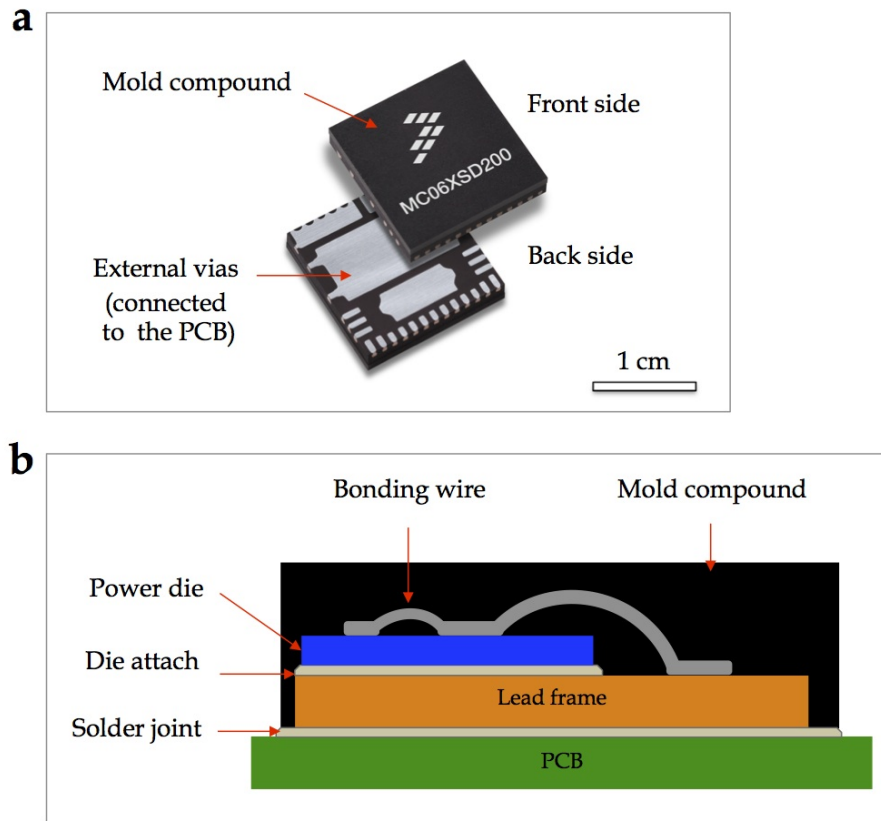 a
Mold compound
Front side
MC06XSD200
External vias
(connected
to the PCB)
Back side
1 cm
b
Bonding wire
Mold compound
Power die
Die attach
Lead frame
Solder joint
PCB